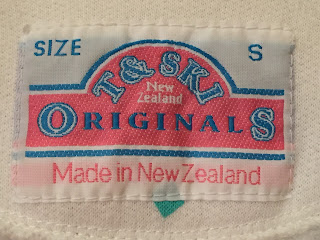 SIZE S
T& SKI
New
Zealand
ORIGINALS
Made in New Zealand